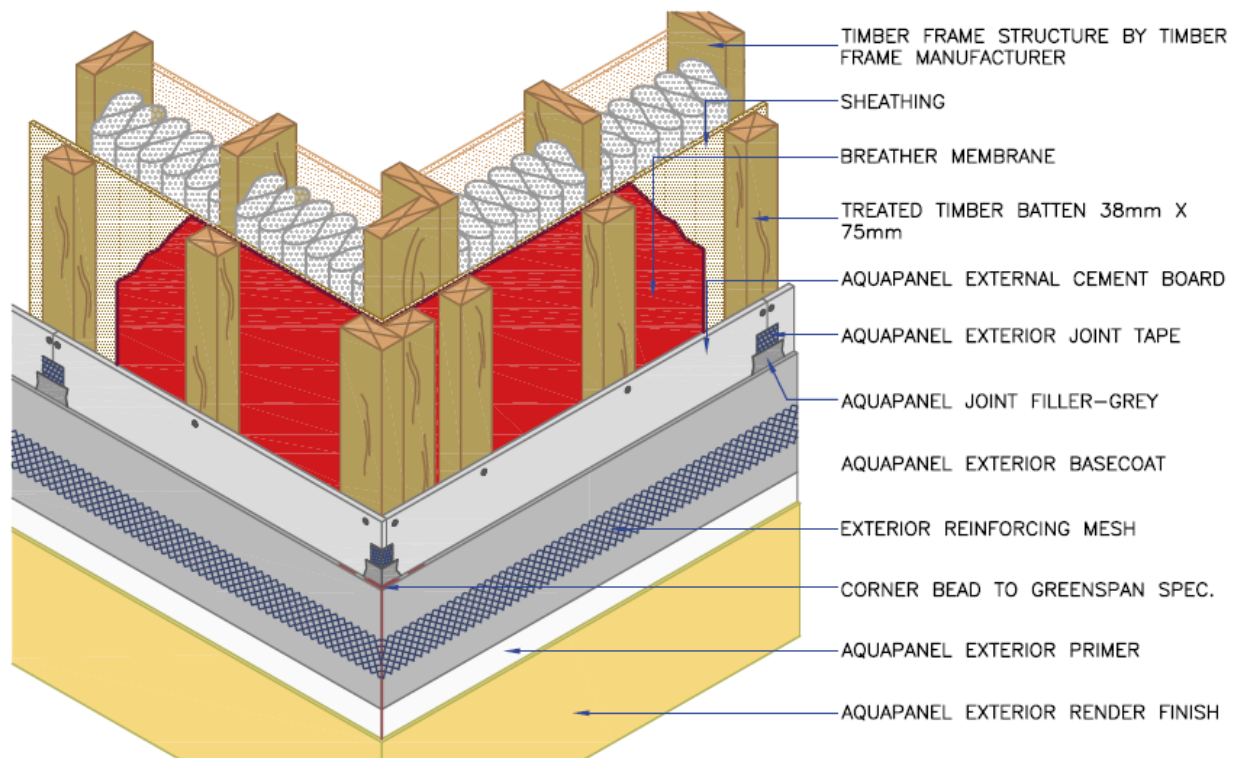 TIMBER FRAME STRUCTURE BY TIMBER
FRAME MANUFACTURER
SHEATHING
BREATHER MEMBRANE
TREATED TIMBER BATTEN 38mm X
75mm
AQUAPANEL EXTERNAL CEMENT BOARD
AQUAPANEL EXTERIOR JOINT TAPE
AQUAPANEL JOINT FILLER-GREY
AQUAPANEL EXTERIOR BASECOAT
EXTERIOR REINFORCING MESH
CORNER BEAD TO GREENSPAN SPEC.
AQUAPANEL EXTERIOR PRIMER
AQUAPANEL EXTERIOR RENDER FINISH